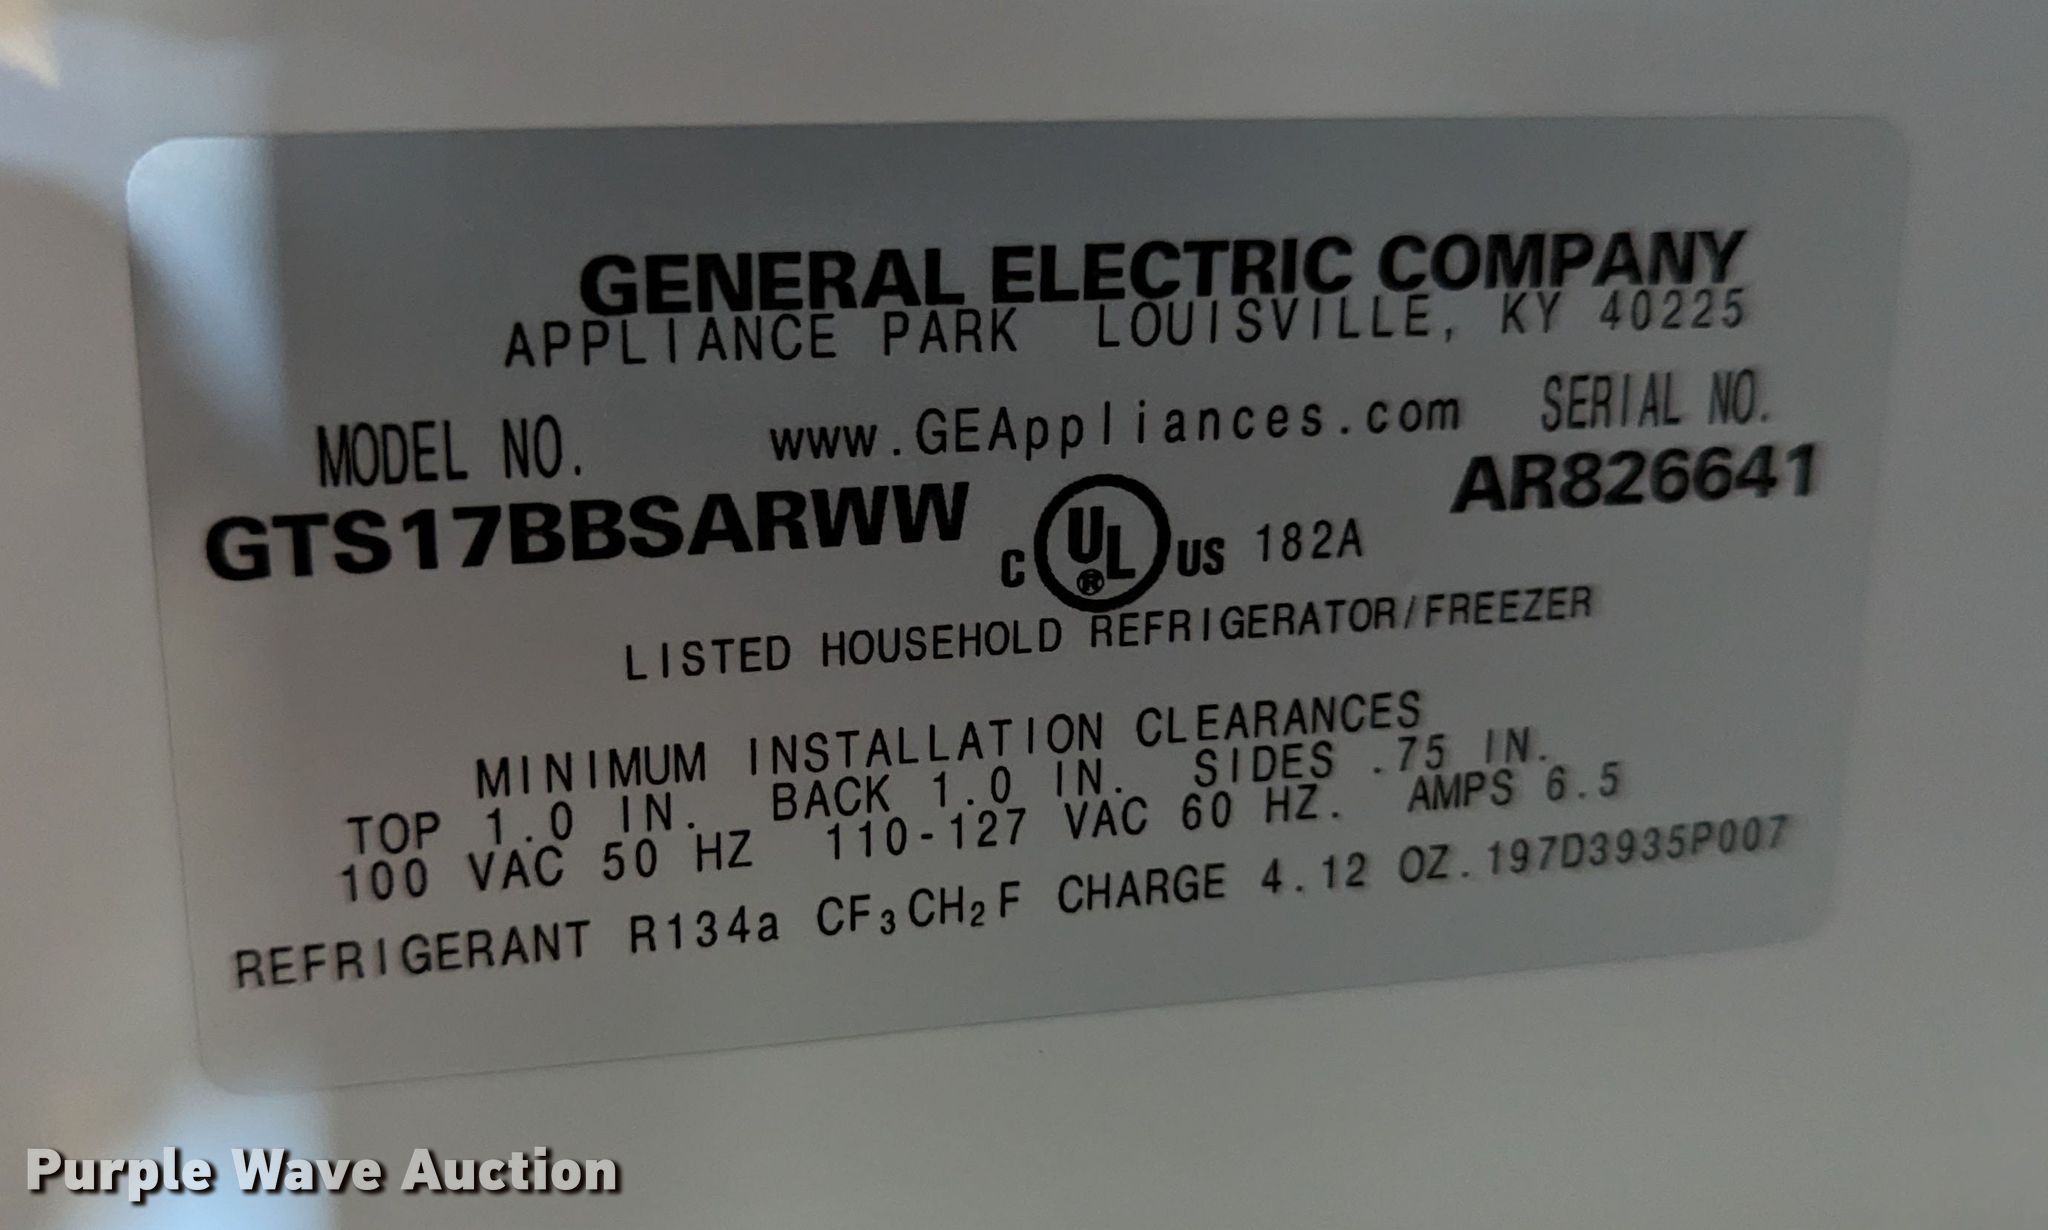 GENERAL ELECTRIC COMPANY
APPLIANCE PARK LOUISVILLE, KY 40225
MODEL NO. www.GEAppliances.com SERIAL NO.
GTS17BBSARWW C UL® US 182A AR826641
LISTED HOUSEHOLD REFRIGERATOR/FREEZER
MINIMUM INSTALLATION CLEARANCES
TOP 1.0 IN. BACK 1.0 IN. SIDES .75 IN.
100 VAC 50 HZ 110-127 VAC 60 HZ. AMPS 6.5
REFRIGERANT R134a CF₃CH₂F CHARGE 4.12 OZ. 197D3935P007
Purple Wave Auction